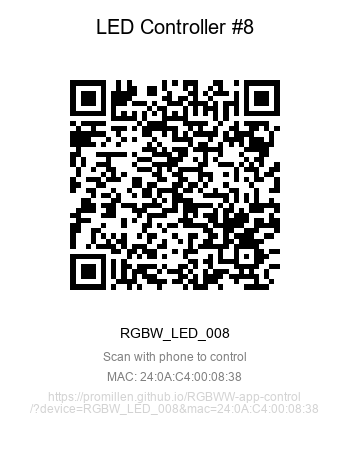 LED Controller #8
RGBW_LED_008
Scan with phone to control
MAC: 24:0A:C4:00:08:38
https://promillen.github.io/RGBWW-app-control
/?device=RGBW_LED_008&mac=24:0A:C4:00:08:38